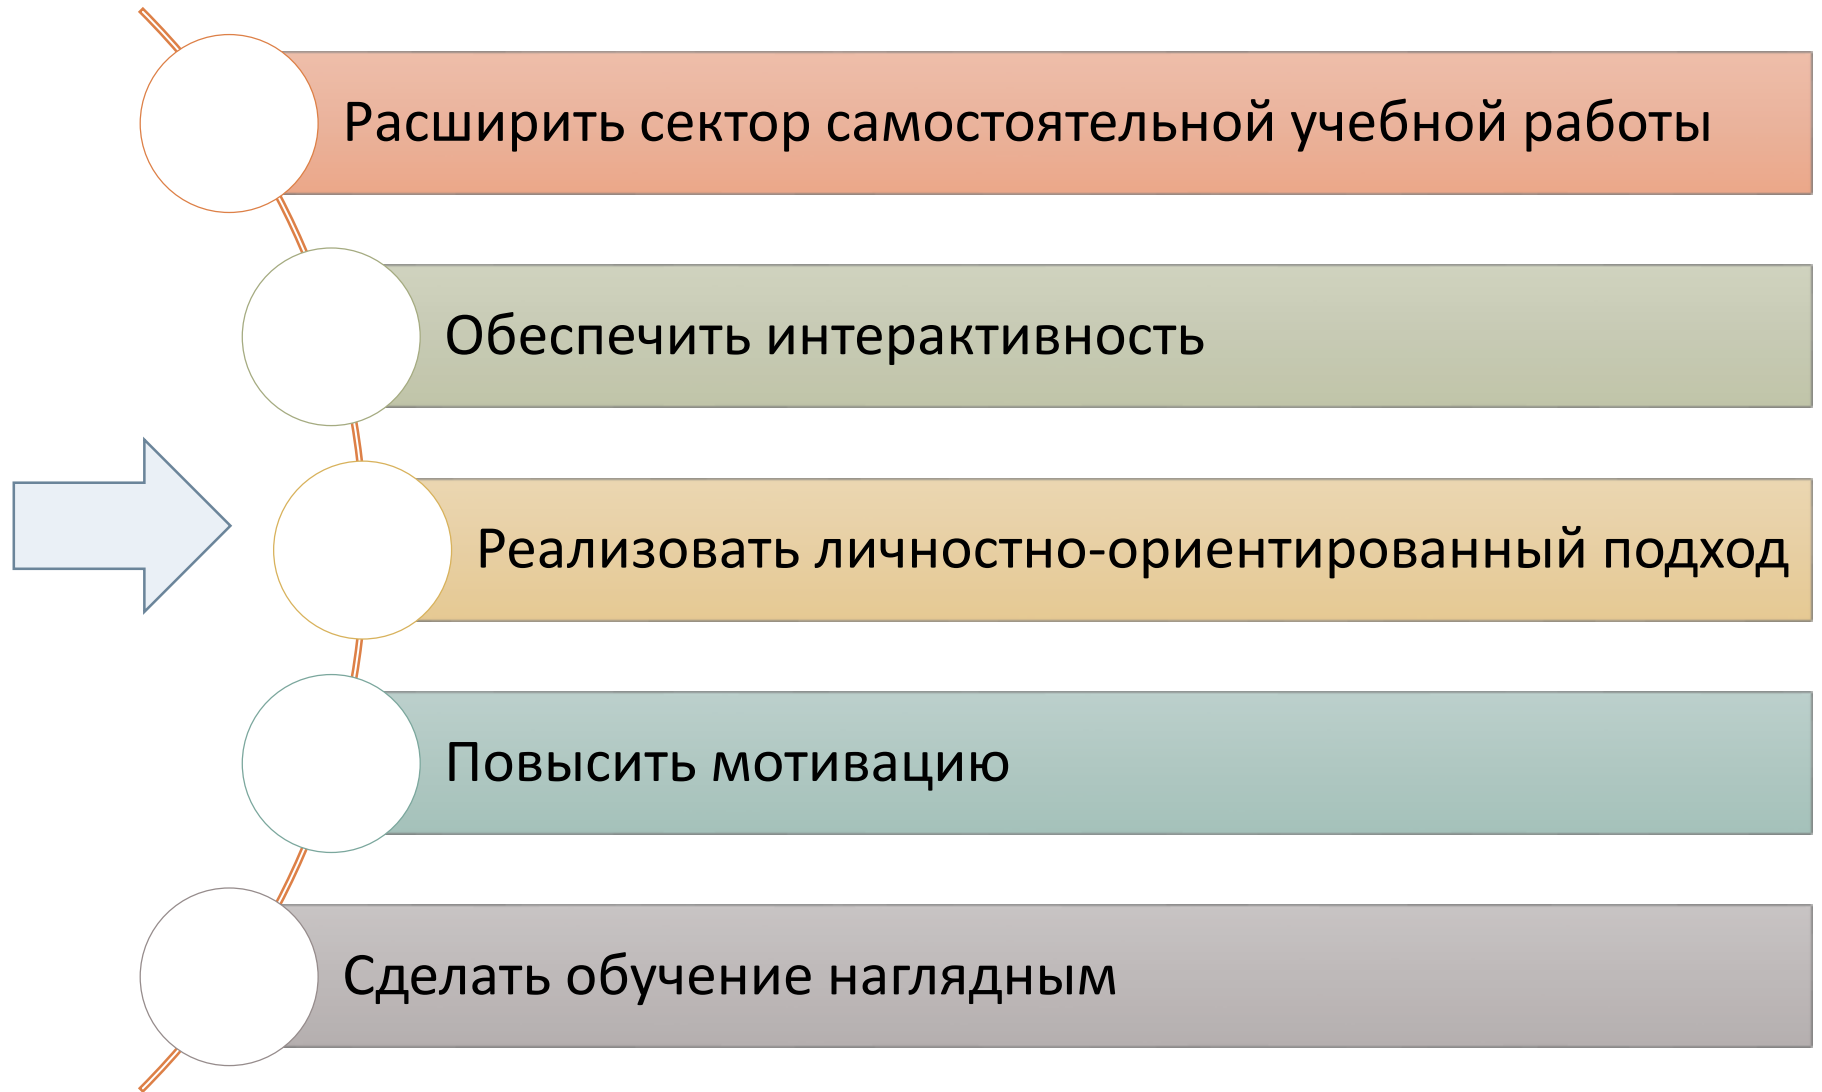 Расширить сектор самостоятельной учебной работы
Обеспечить интерактивность
Реализовать личностно-ориентированный подход
Повысить мотивацию
Сделать обучение наглядным